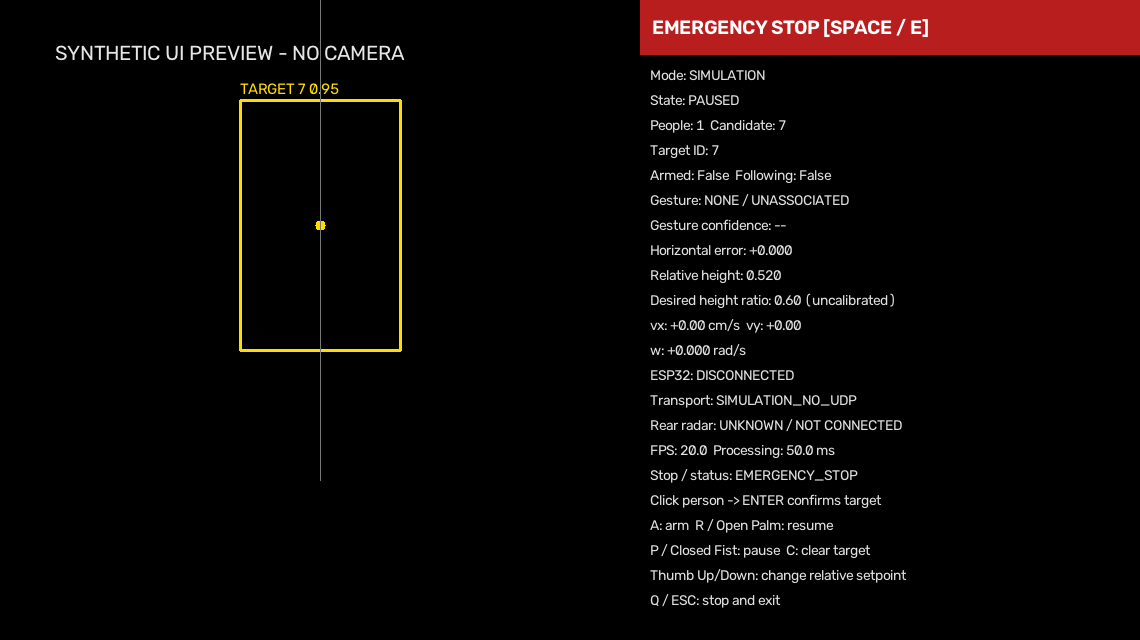 SYNTHETIC UI PREVIEW - NO CAMERA
TARGET 7 0.95
EMERGENCY STOP [SPACE / E]
Mode: SIMULATION
State: PAUSED
People: 1  Candidate: 7
Target ID: 7
Armed: False  Following: False
Gesture: NONE / UNASSOCIATED
Gesture confidence: --
Horizontal error: +0.000
Relative height: 0.520
Desired height ratio: 0.60 (uncalibrated)
vx: +0.00 cm/s  vy: +0.00
w: +0.000 rad/s
ESP32: DISCONNECTED
Transport: SIMULATION_NO_UDP
Rear radar: UNKNOWN / NOT CONNECTED
FPS: 20.0  Processing: 50.0 ms
Stop / status: EMERGENCY_STOP
Click person -> ENTER confirms target
A: arm  R / Open Palm: resume
P / Closed Fist: pause  C: clear target
Thumb Up/Down: change relative setpoint
Q / ESC: stop and exit